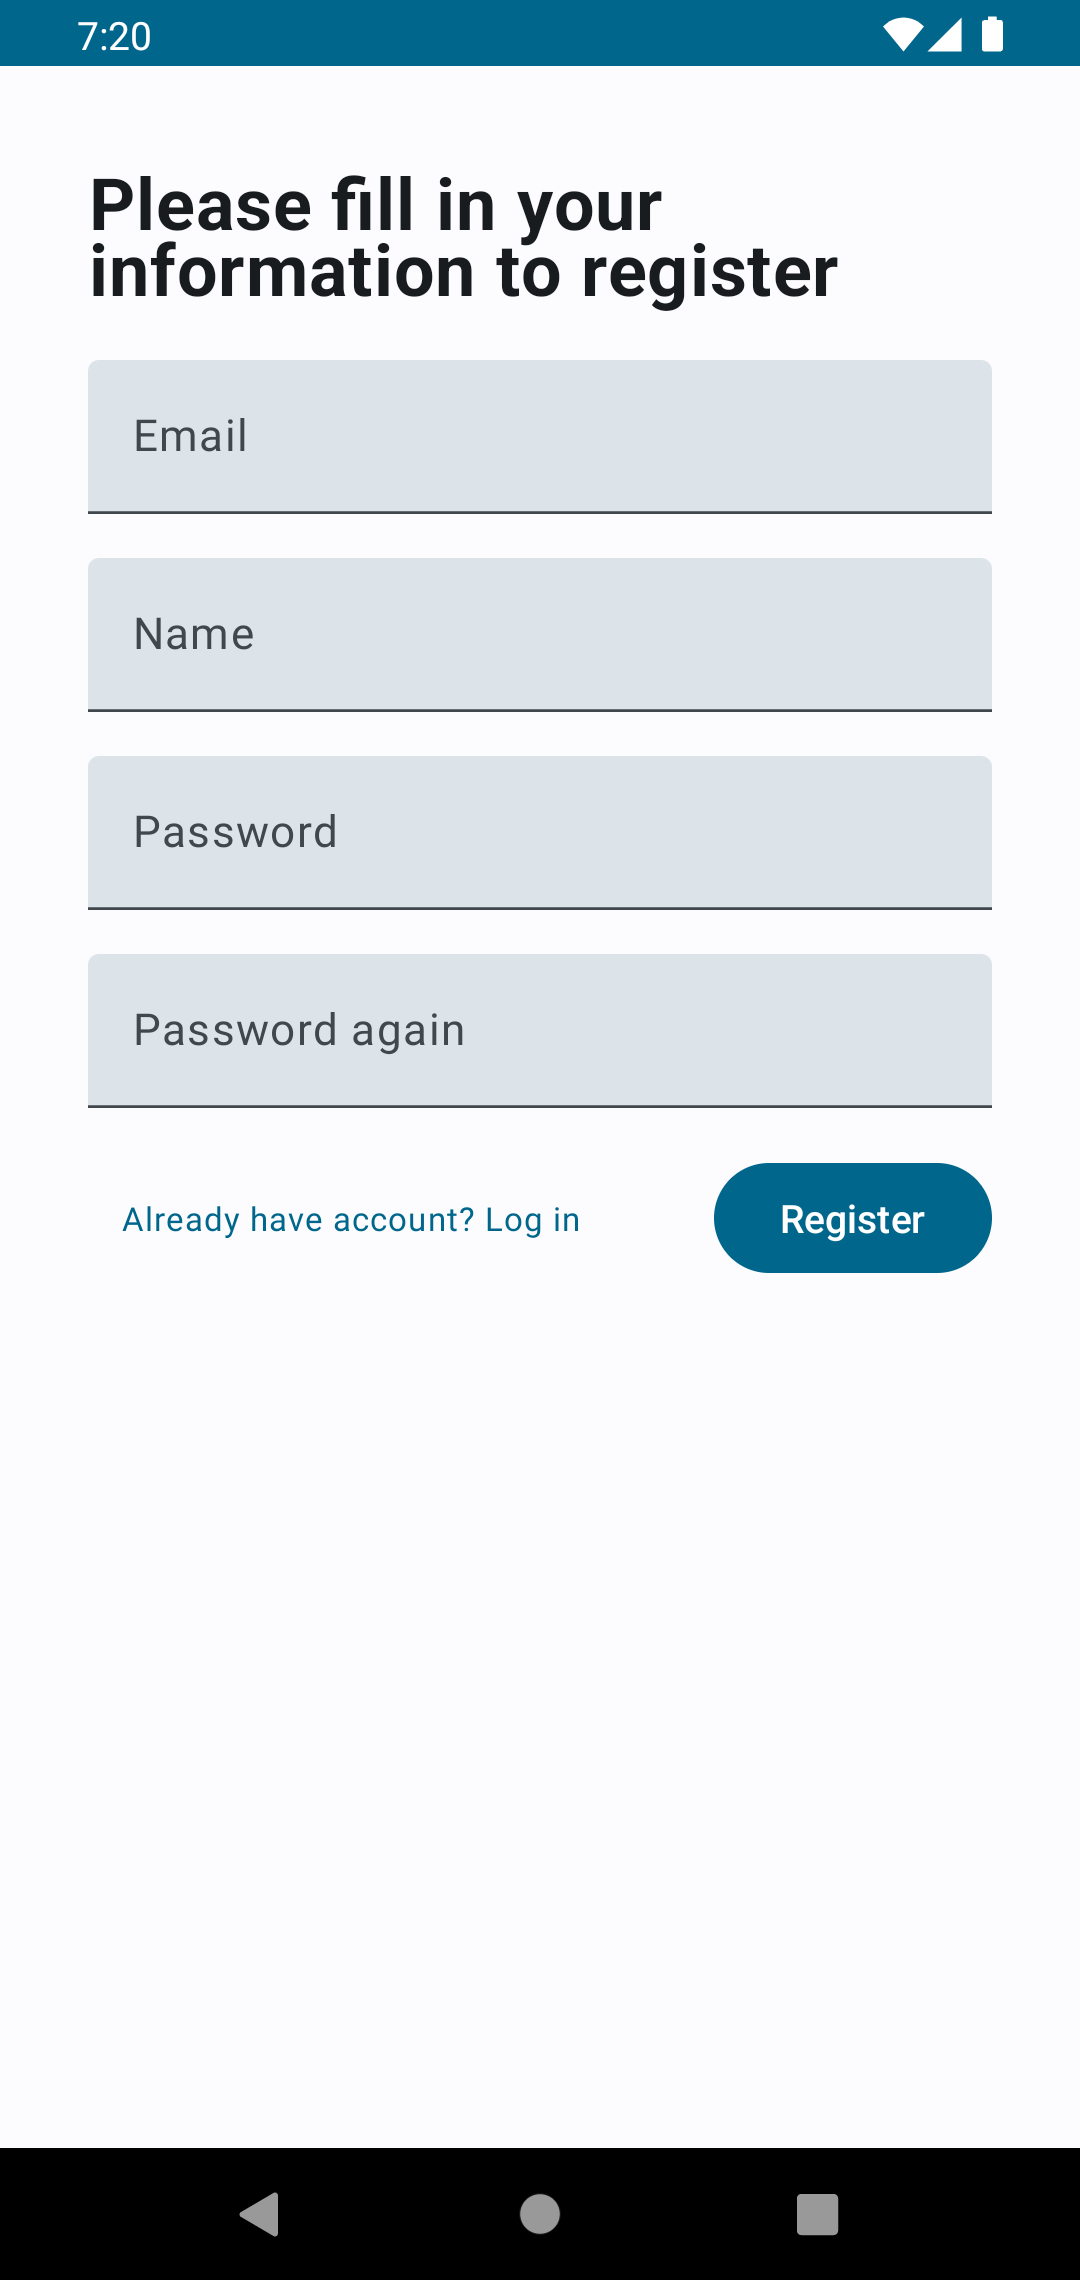 7:20
Please fill in your
information to register
Email
Name
Password
Password again
Already have account? Log in
Register